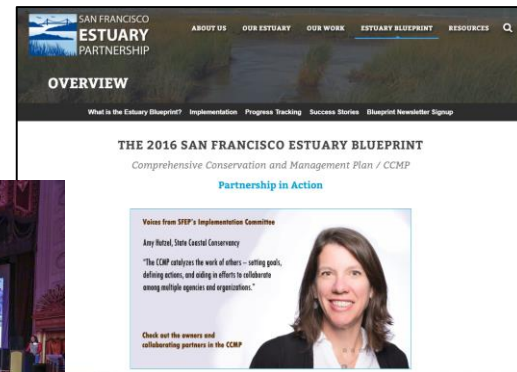 SAN FRANCISCO
ESTUARY
PARTNERSHIP
ABOUT US OUR ESTUARY OUR WORK ESTUARY BLUEPRINT RESOURCES
OVERVIEW
What is the Estuary Blueprint? Implementation Progress Tracking Success Stories Blueprint Newsletter Signup
THE 2016 SAN FRANCISCO ESTUARY BLUEPRINT
Comprehensive Conservation and Management Plan / CCMP
Partnership in Action
Voices from SFEP's Implementation Committee
Amy Hutzel, State Coastal Conservancy
"The CCMP catalyzes the work of others – setting goals,
defining actions, and aiding in efforts to collaborate
among multiple agencies and organizations."
Check out the owners and
collaborating partners in the CCMP